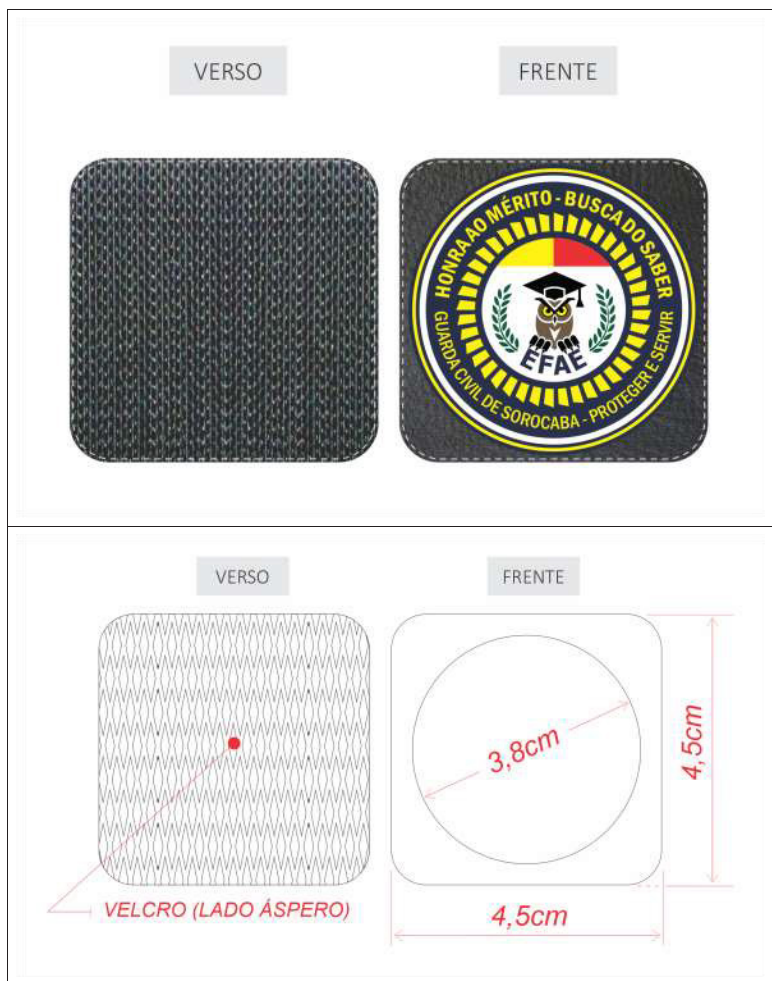 VERSO
FRENTE
HONRA AO MÉRITO - BUSCA DO SABER
EFAE
GUARDA CIVIL DE SOROCABA - PROTEGER E SERVIR
VERSO
FRENTE
3,8cm
4,5cm
VELCRO (LADO ÁSPERO)
4,5cm